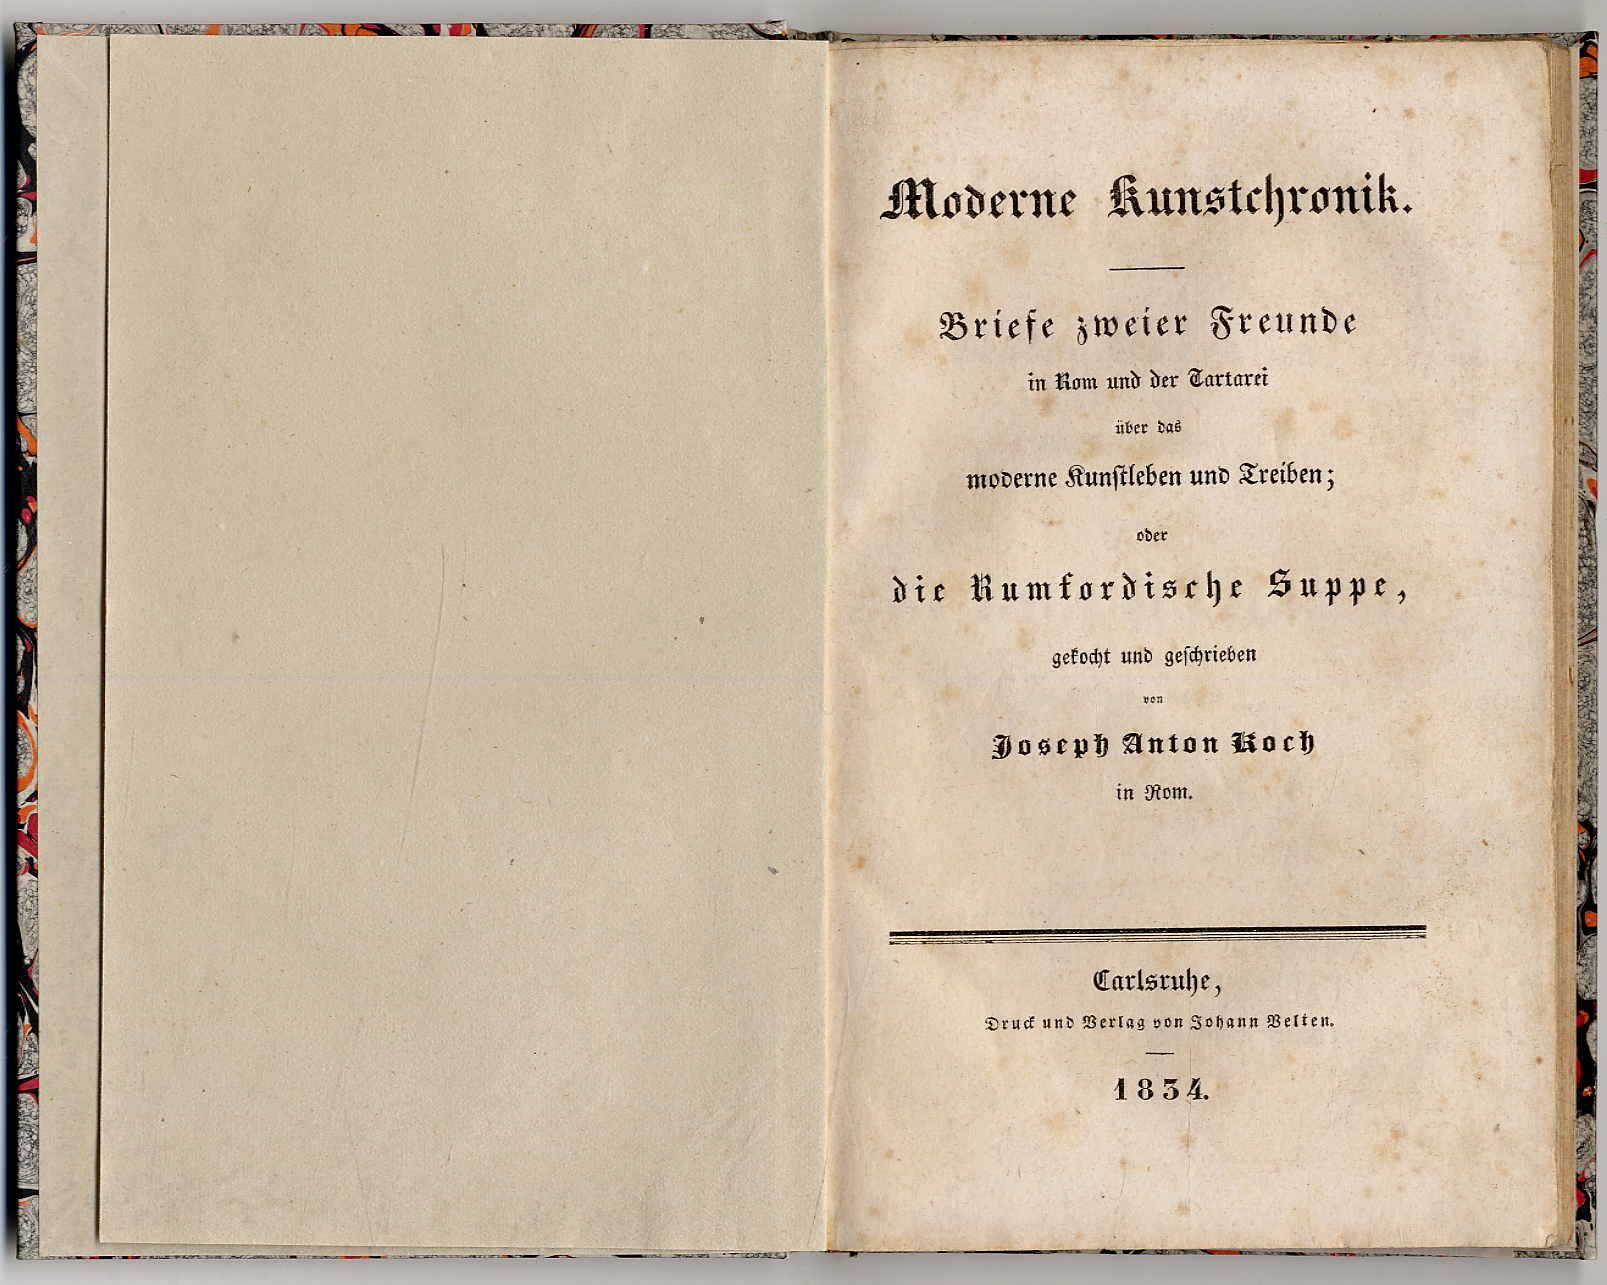 Moderne Kunstchronik.
Briefe zweier Freunde
in Rom und der Tartarei
über das
moderne Kunstleben und Treiben;
oder
die Rumfordische Suppe,
gekocht und geschrieben
von
Joseph Anton Koch
in Rom.
Carlsruhe,
Druck und Verlag von Johann Velten.
1834.